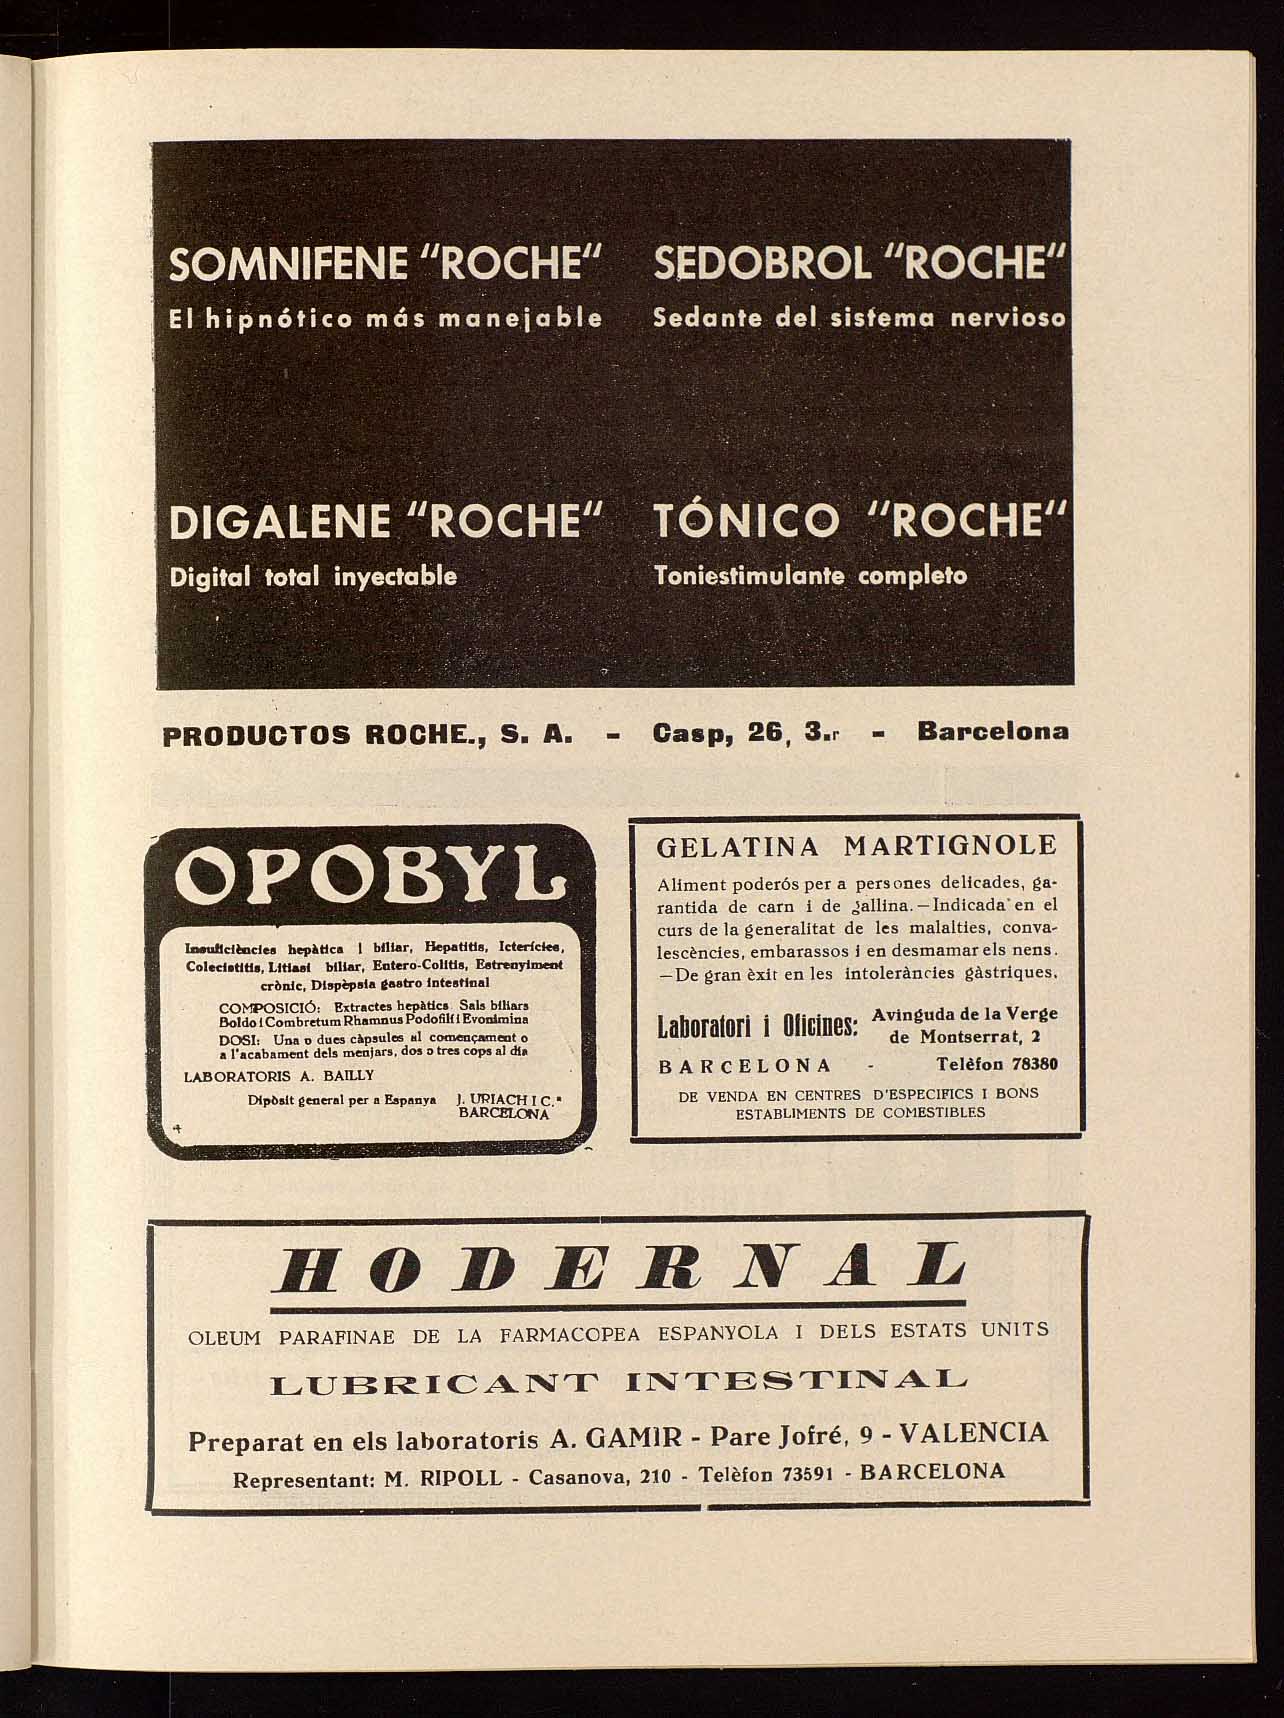 SOMNIFENE "ROCHE"
El hipnótico más manejable
SEDOBROL "ROCHE"
Sedante del sistema nervioso
DIGALENE "ROCHE"
Digital total inyectable
TÓNICO "ROCHE"
Toniestimulante completo
PRODUCTOS ROCHE., S. A. - Casp, 26, 3.r - Barcelona
OPOBYL
Insuficiències hepàtica i biliar, Hepatitis, Icterícies,
Colecistitis, Litiasi biliar, Entero-Colitis, Estrenyiment
crònic, Dispèpsia gastro intestinal
COMPOSICIÓ: Extractes hepàtics Sals biliars
Boldo i Combretum Rhamnus Podofilí i Evonimina
DOSI: Una o dues càpsules al començament o
a l'acabament dels menjars, dos o tres cops al dia
LABORATORIS A. BAILLY
Dipòsit general per a Espanya J. URIACH I C.ª
BARCELONA
4
GELATINA MARTIGNOLE
Aliment poderós per a persones delicades, ga-
rantida de carn i de gallina. — Indicada en el
curs de la generalitat de les malalties, conva-
lescències, embarassos i en desmamar els nens.
— De gran èxit en les intoleràncies gàstriques.
Laboratori i Oficines: Avinguda de la Verge
de Montserrat, 2
BARCELONA - Telèfon 78380
DE VENDA EN CENTRES D'ESPECIFICS I BONS
ESTABLIMENTS DE COMESTIBLES
HODERNAL
OLEUM PARAFINAE DE LA FARMACOPEA ESPANYOLA I DELS ESTATS UNITS
LUBRICANT INTESTINAL
Preparat en els laboratoris A. GAMIR - Pare Jofré, 9 - VALENCIA
Representant: M. RIPOLL - Casanova, 210 - Telèfon 73591 - BARCELONA